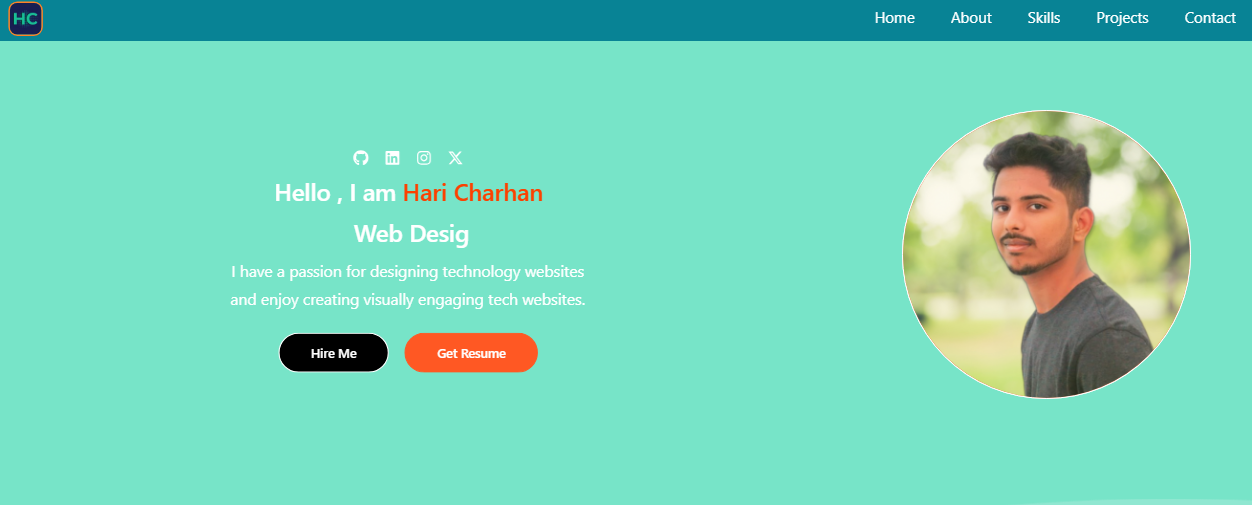 HC
Home About Skills Projects Contact
Hello , I am Hari Charhan
Web Desig
I have a passion for designing technology websites
and enjoy creating visually engaging tech websites.
Hire Me Get Resume